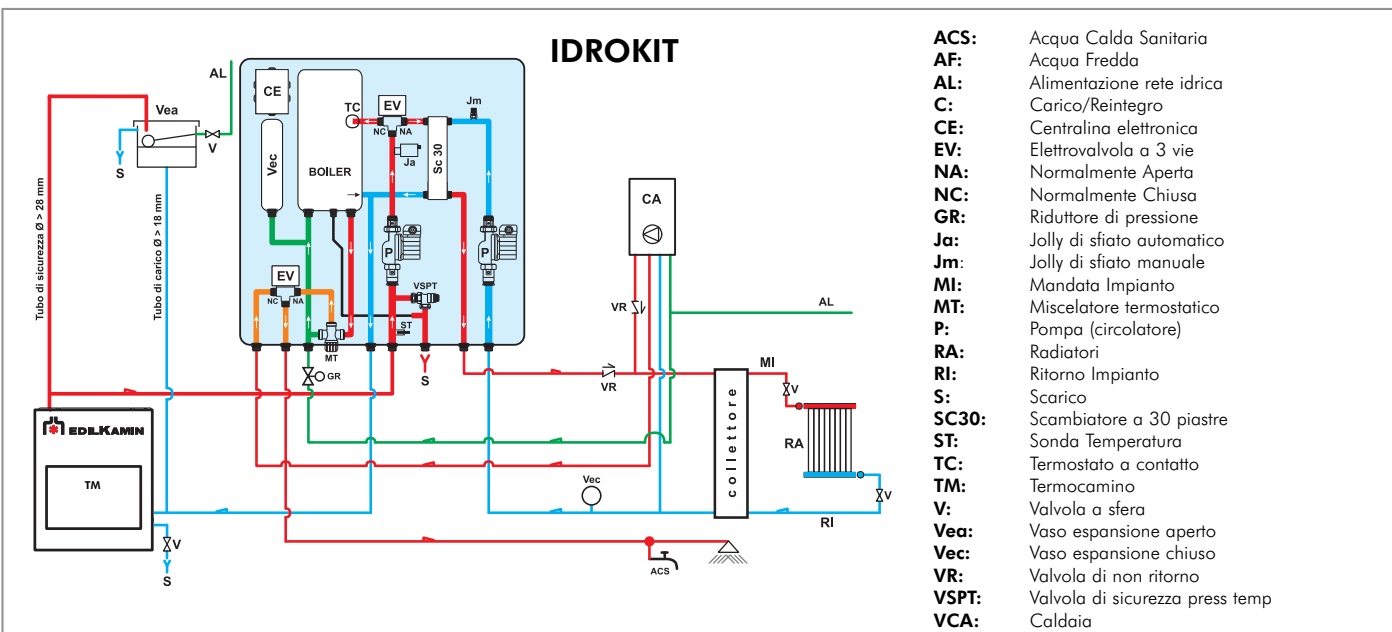 IDROKIT
AL
Vea
V
S
Tubo di sicurezza Ø > 28 mm
Tubo di carico Ø > 18 mm
CE
Vec
BOILER
TC
EV
NC
NA
Ja
Jm
Sc 30
P
P
EV
NC
NA
MT
VSPT
ST
GR
S
CA
VR
VR
AL
MI
V
RA
V
RI
collettore
Vec
ACS
EDILKAMIN
TM
V
S
ACS: Acqua Calda Sanitaria
AF: Acqua Fredda
AL: Alimentazione rete idrica
C: Carico/Reintegro
CE: Centralina elettronica
EV: Elettrovalvola a 3 vie
NA: Normalmente Aperta
NC: Normalmente Chiusa
GR: Riduttore di pressione
Ja: Jolly di sfiato automatico
Jm: Jolly di sfiato manuale
MI: Mandata Impianto
MT: Miscelatore termostatico
P: Pompa (circolatore)
RA: Radiatori
RI: Ritorno Impianto
S: Scarico
SC30: Scambiatore a 30 piastre
ST: Sonda Temperatura
TC: Termostato a contatto
TM: Termocamino
V: Valvola a sfera
Vea: Vaso espansione aperto
Vec: Vaso espansione chiuso
VR: Valvola di non ritorno
VSPT: Valvola di sicurezza press temp
VCA: Caldaia